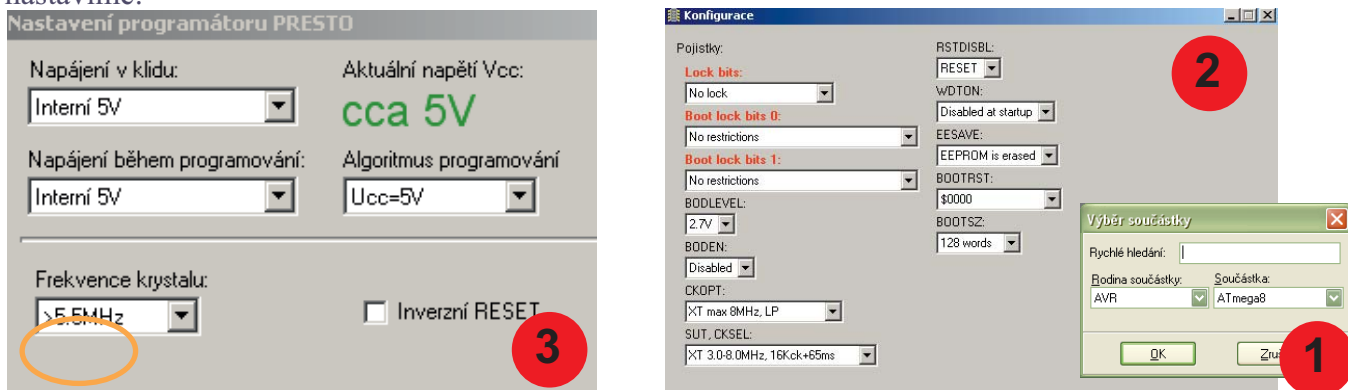 nastavíme:
Nastavení programátoru PRESTO
Napájení v klidu:
Interní 5V
Aktuální napětí Vcc:
cca 5V
Napájení během programování:
Interní 5V
Algoritmus programování
Ucc=5V
Frekvence krystalu:
>5.5MHz
Inverzní RESET
3
Konfigurace
Pojistky:
Lock bits:
No lock
Boot lock bits 0:
No restrictions
Boot lock bits 1:
No restrictions
BODLEVEL:
2.7V
BODEN:
Disabled
CKOPT:
XT max 8MHz, LP
SUT, CKSEL:
XT 3.0-8.0MHz, 16Kck+65ms
RSTDISBL:
RESET
WDTON:
Disabled at startup
EESAVE:
EEPROM is erased
BOOTRST:
$0000
BOOTSZ:
128 words
2
Výběr součástky
Rychlé hledání:
Rodina součástky:
AVR
Součástka:
ATmega8
OK
Zru
1